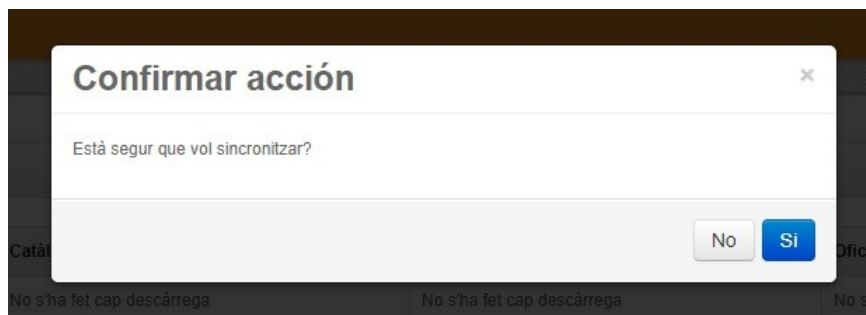 Confirmar acción
×
Està segur que vol sincronitzar?
No
Si
No s'ha fet cap descàrrega
No s'ha fet cap descàrrega
No